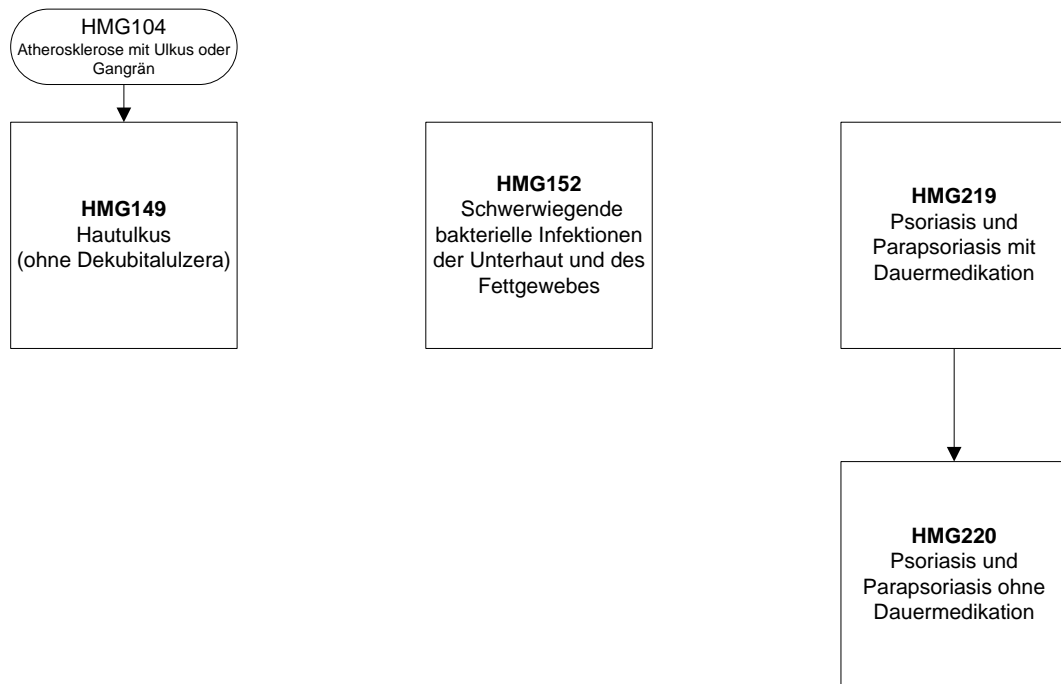 HMG104
Atherosklerose mit Ulkus oder
Gangrän
HMG149
Hautulkus
(ohne Dekubitalulzera)
HMG152
Schwerwiegende
bakterielle Infektionen
der Unterhaut und des
Fettgewebes
HMG219
Psoriasis und
Parapsoriasis mit
Dauermedikation
HMG220
Psoriasis und
Parapsoriasis ohne
Dauermedikation